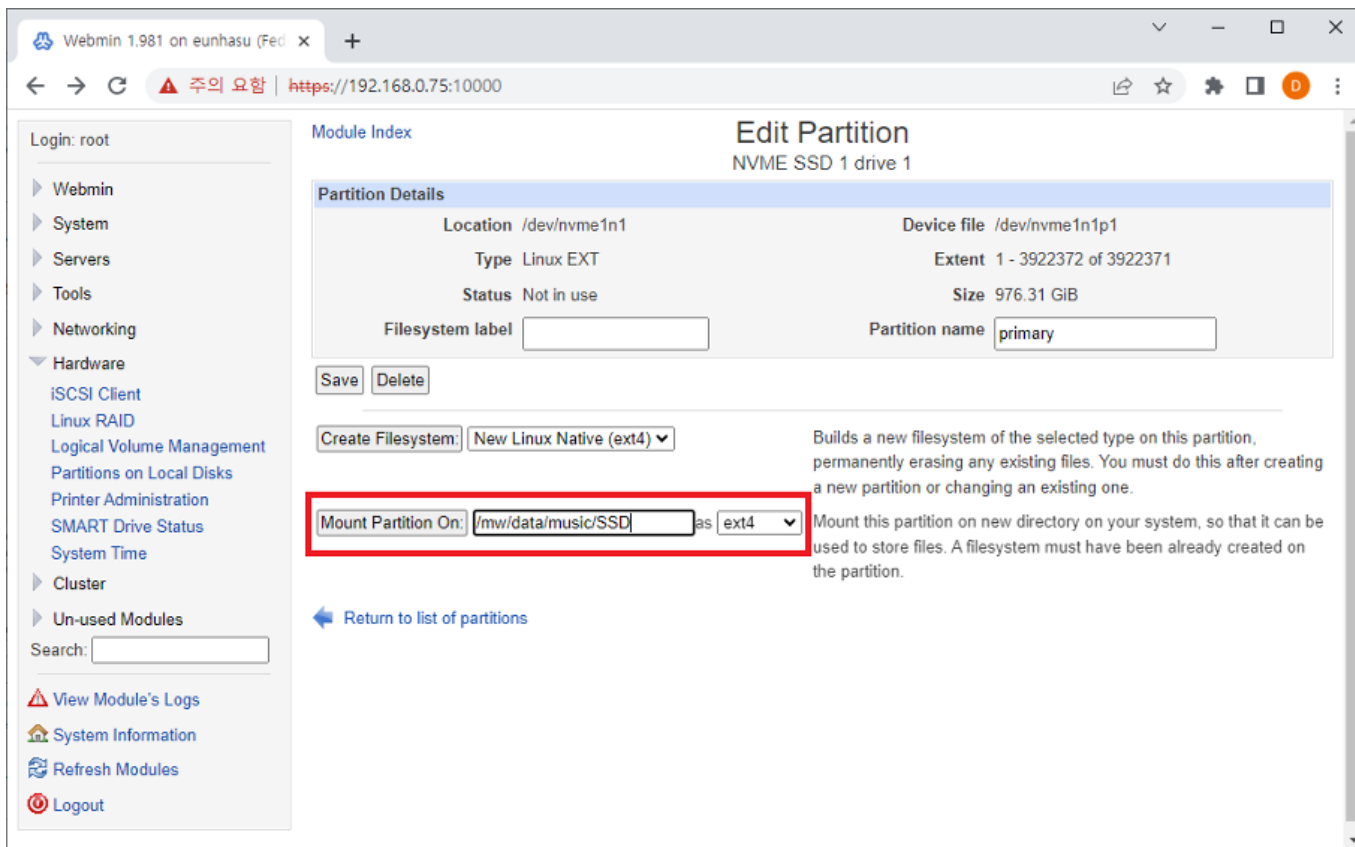 Webmin 1.981 on eunhasu (Fed
주의 요함 https://192.168.0.75:10000
D
Login: root
Webmin
System
Servers
Tools
Networking
Hardware
iSCSI Client
Linux RAID
Logical Volume Management
Partitions on Local Disks
Printer Administration
SMART Drive Status
System Time
Cluster
Un-used Modules
Search:
View Module's Logs
System Information
Refresh Modules
Logout
Module Index
Edit Partition
NVME SSD 1 drive 1
Partition Details
Location /dev/nvme1n1 Device file /dev/nvme1n1p1
Type Linux EXT Extent 1 - 3922372 of 3922371
Status Not in use Size 976.31 GiB
Filesystem label Partition name primary
Save Delete
Create Filesystem: New Linux Native (ext4)
Builds a new filesystem of the selected type on this partition,
permanently erasing any existing files. You must do this after creating
a new partition or changing an existing one.
Mount Partition On: /mw/data/music/SSD as ext4
Mount this partition on new directory on your system, so that it can be
used to store files. A filesystem must have been already created on
the partition.
Return to list of partitions